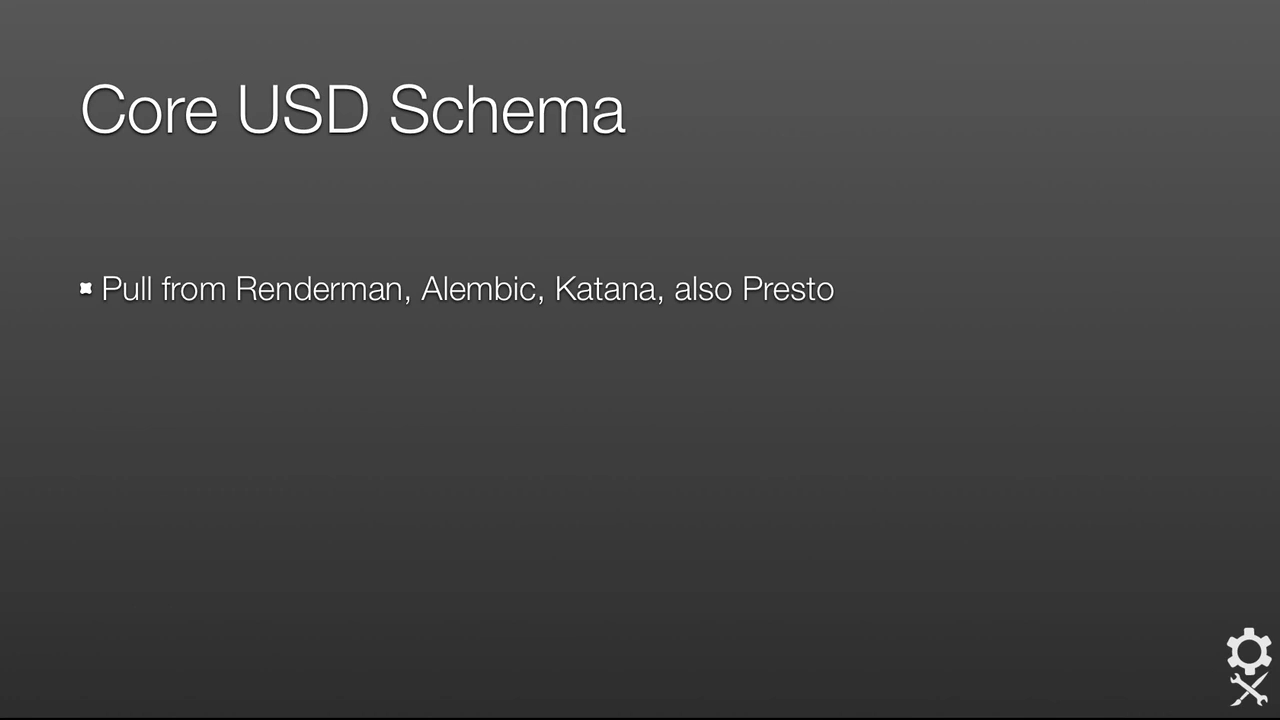 Core USD Schema
Pull from Renderman, Alembic, Katana, also Presto